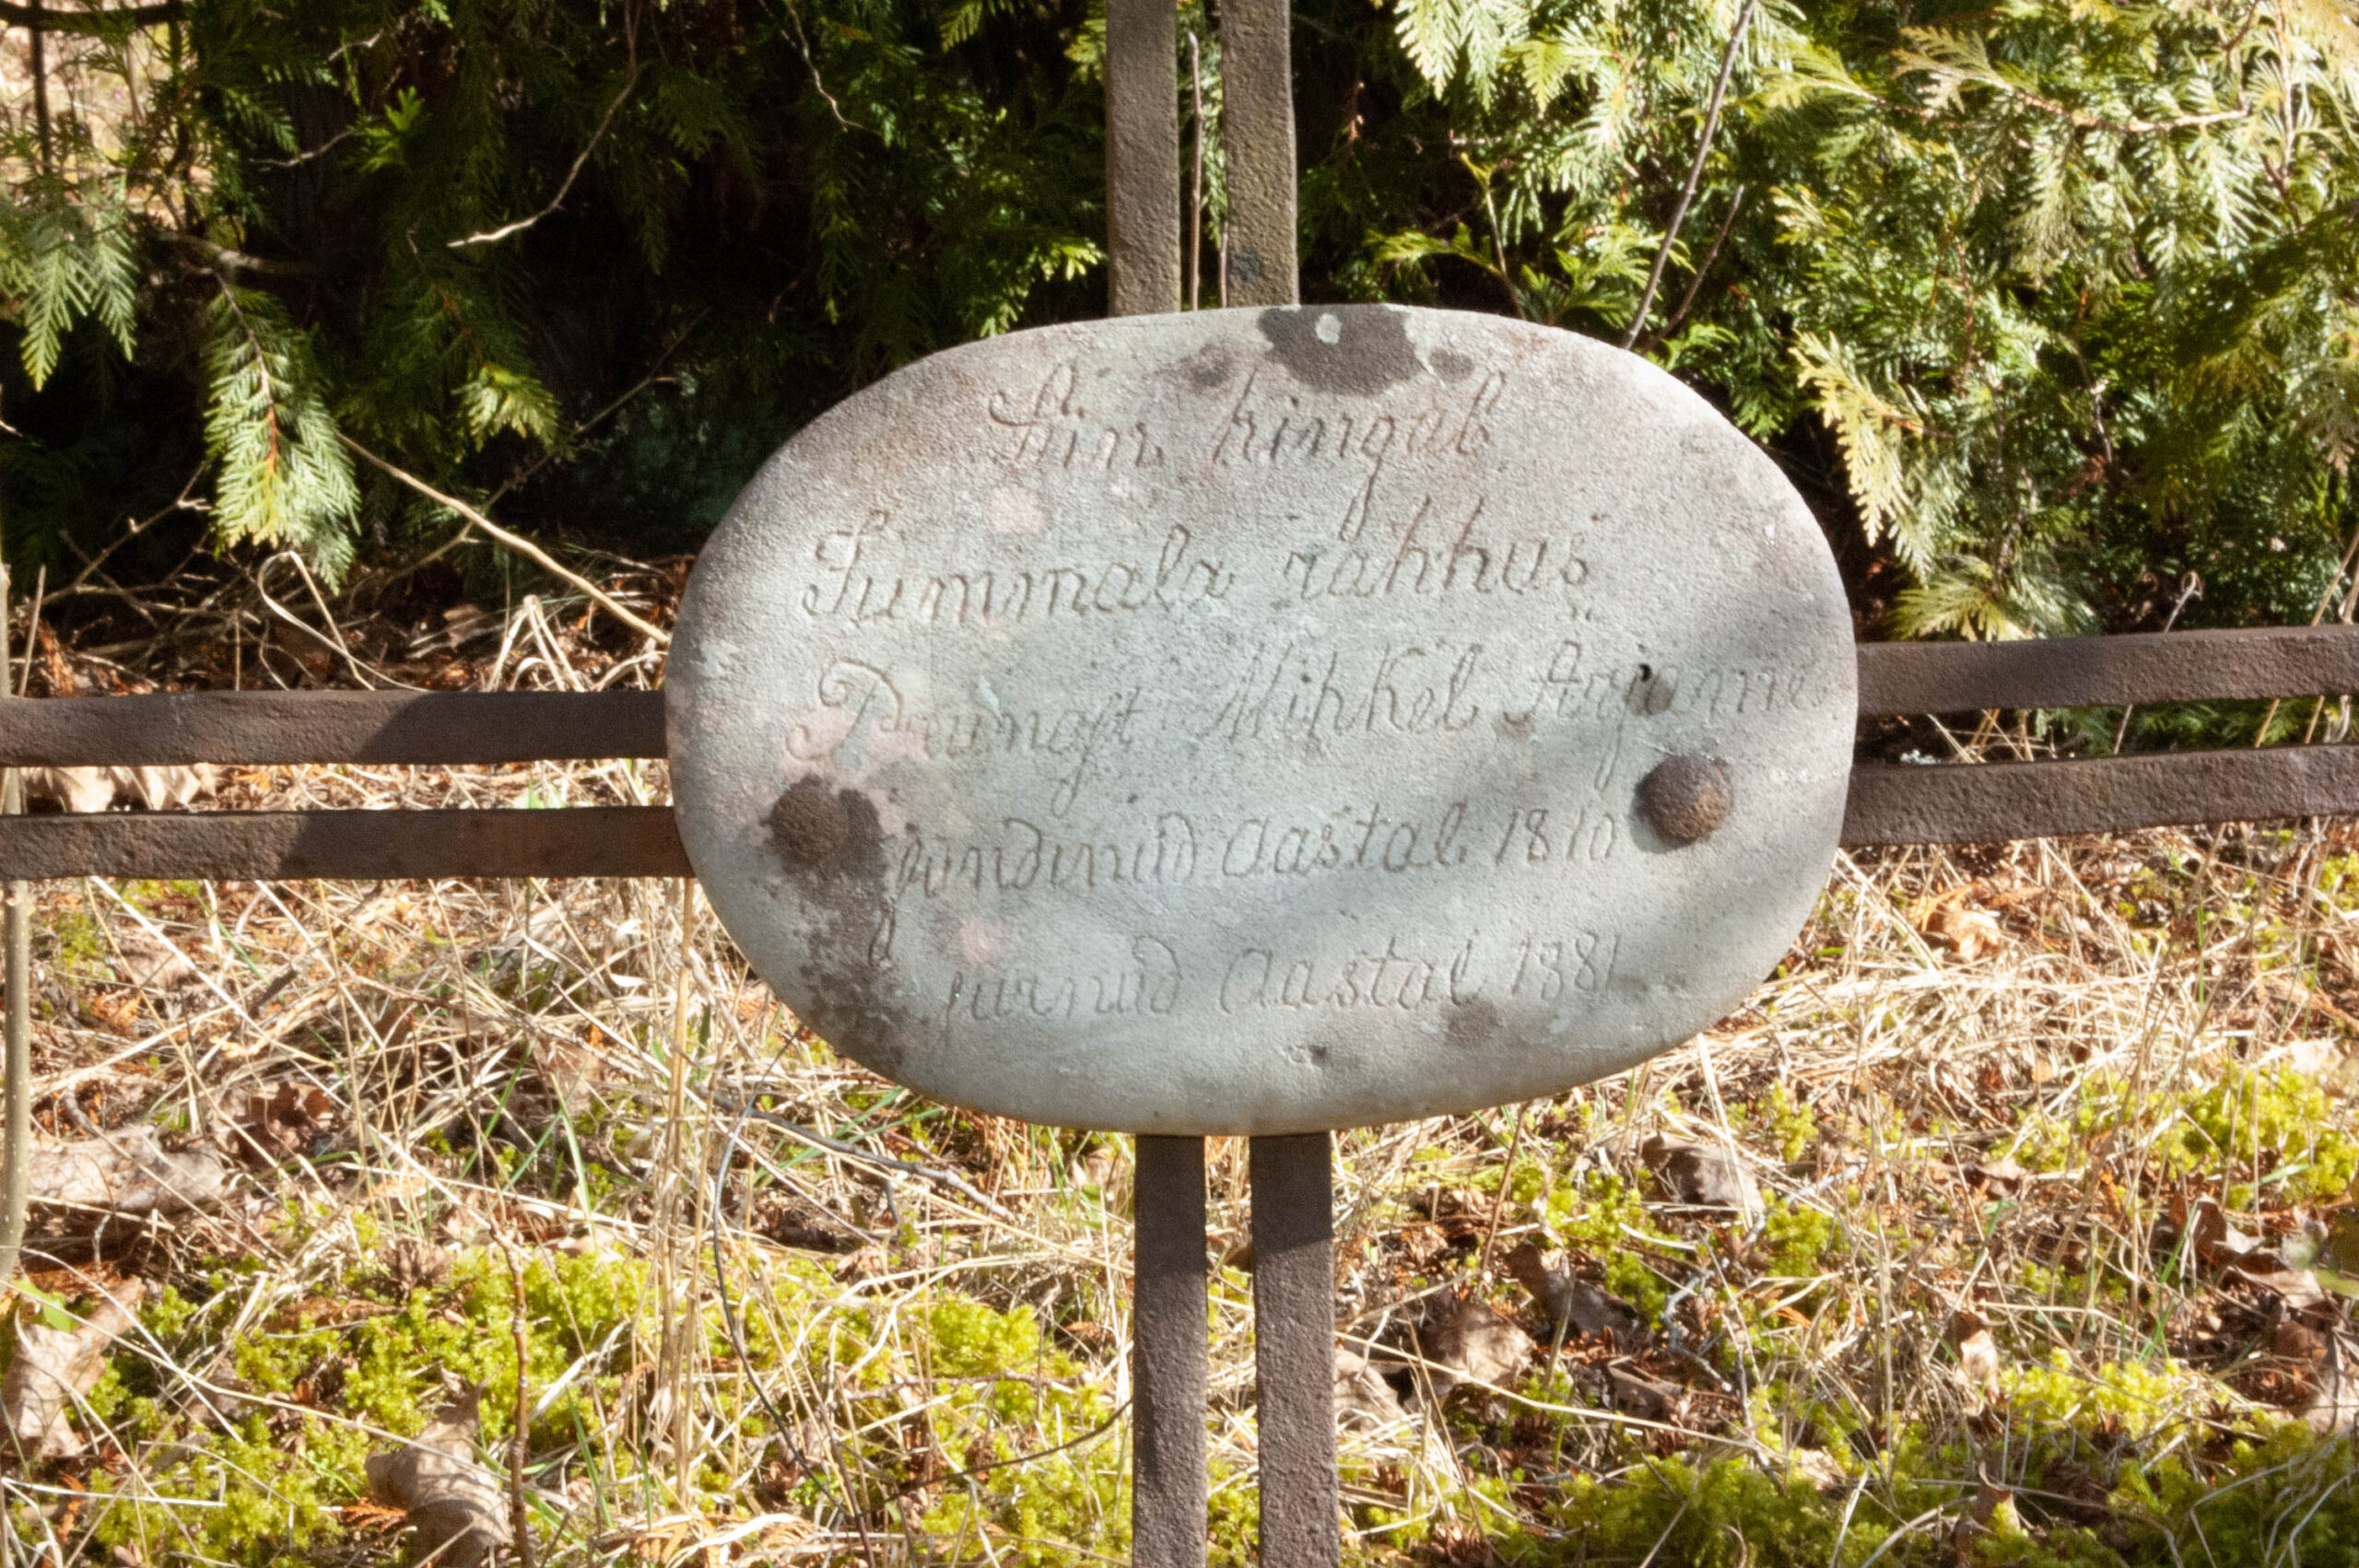 Siin hingab
Jummala rahhus
Mihkel
sündinud Aastal 1810
surnud Aastal 1881